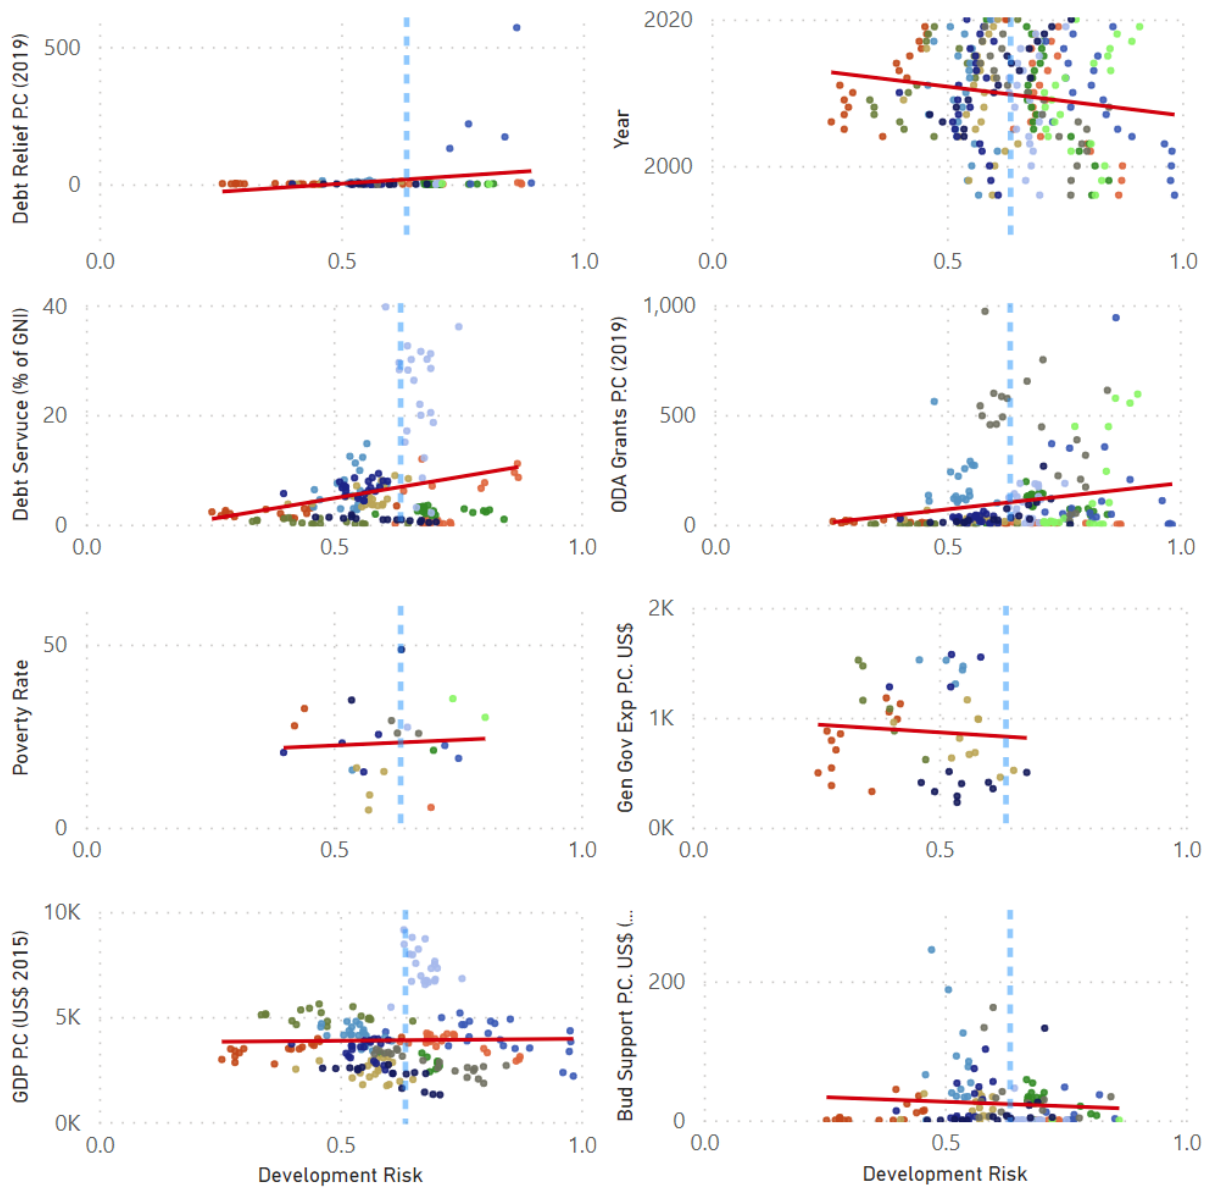 Debt Relief P.C (2019)
500
0
0.0 0.5 1.0
Year
2020
2000
0.0 0.5 1.0
Debt Servuce (% of GNI)
40
20
0
0.0 0.5 1.0
ODA Grants P.C (2019)
1,000
500
0
0.0 0.5 1.0
Poverty Rate
50
0
0.0 0.5 1.0
Gen Gov Exp P.C. US$
2K
1K
0K
0.0 0.5 1.0
GDP P.C (US$ 2015)
10K
5K
0K
0.0 0.5 1.0
Development Risk
Bud Support P.C. US$ (...
200
0
0.0 0.5 1.0
Development Risk